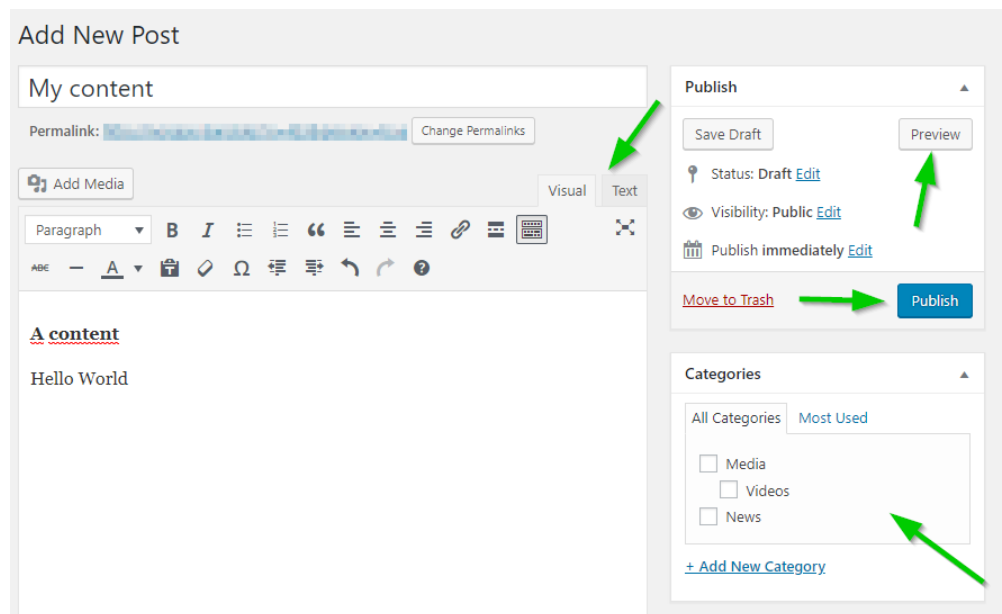 Add New Post
My content
Permalink:
Change Permalinks
Add Media
Visual Text
Paragraph B I “ 
ABE A Ω ?
A content
Hello World
Publish
Save Draft Preview
Status: Draft Edit
Visibility: Public Edit
Publish immediately Edit
Move to Trash Publish
Categories
All Categories Most Used
Media
Videos
News
+ Add New Category